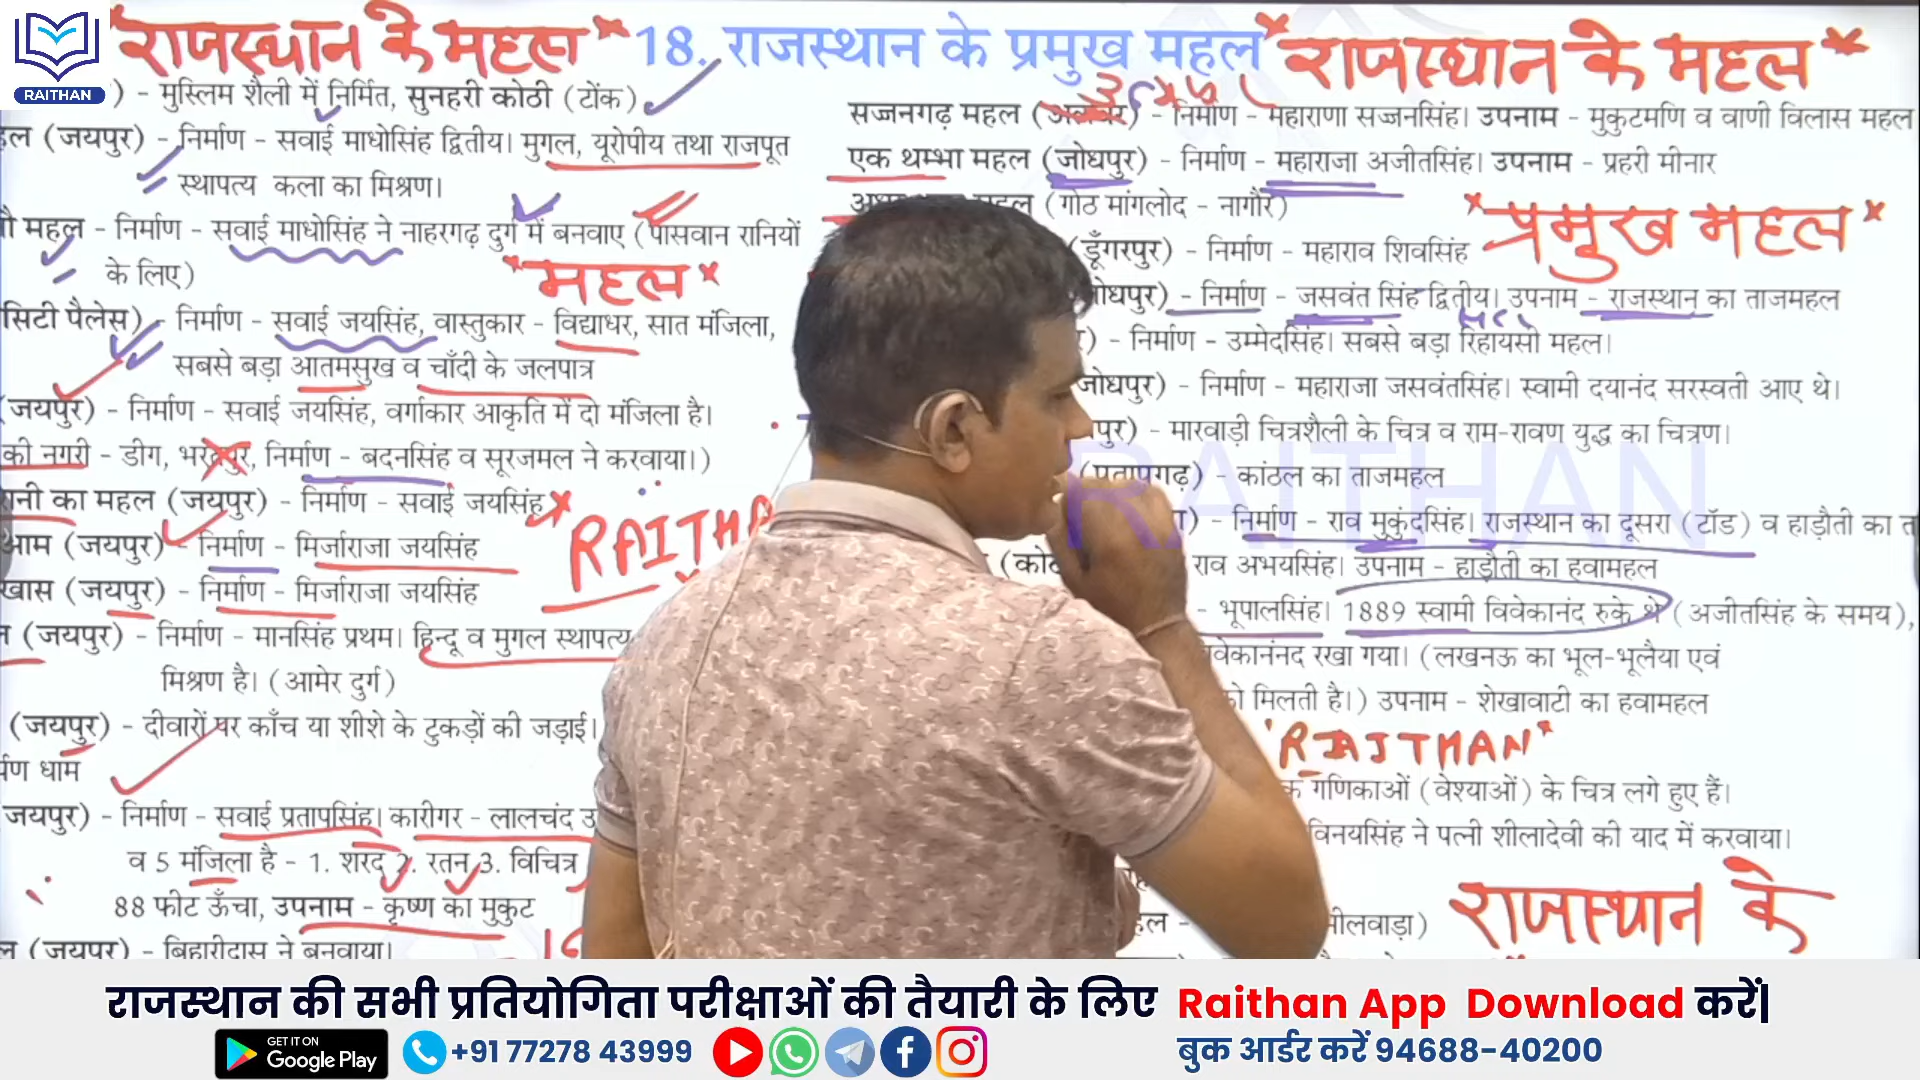 RAITHAN
*राजस्थान के महल*
18. राजस्थान के प्रमुख महल
*राजस्थान के महल*
) - मुस्लिम शैली में निर्मित, सुनहरी कोठी (टोंक)
हल (जयपुर) - निर्माण - सवाई माधोसिंह द्वितीय। मुगल, यूरोपीय तथा राजपूत
स्थापत्य कला का मिश्रण।
महल - निर्माण - सवाई माधोसिंह ने नाहरगढ़ दुर्ग में बनवाए (पासवान रानियों
के लिए)
*महल*
सिटी पैलेस) - निर्माण - सवाई जयसिंह, वास्तुकार - विद्याधर, सात मंजिला,
सबसे बड़ा आतमसुख व चाँदी के जलपात्र
(जयपुर) - निर्माण - सवाई जयसिंह, वर्गाकार आकृति में दो मंजिला है।
की नगरी - डीग, भरतपुर, निर्माण - बदनसिंह व सूरजमल ने करवाया।)
रानी का महल (जयपुर) - निर्माण - सवाई जयसिंह
आम (जयपुर) - निर्माण - मिर्जाराजा जयसिंह
खास (जयपुर) - निर्माण - मिर्जाराजा जयसिंह
(जयपुर) - निर्माण - मानसिंह प्रथम। हिन्दू व मुगल स्थापत्य
मिश्रण है। (आमेर दुर्ग)
(जयपुर) - दीवारों पर काँच या शीशे के टुकड़ों की जड़ाई।
धाम
जयपुर) - निर्माण - सवाई प्रतापसिंह। कारीगर - लालचंद
व 5 मंजिला है - 1. शरद 2. रतन 3. विचित्र
88 फीट ऊँचा, उपनाम - कृष्ण का मुकुट
(जयपुर) - बिहारीदास ने बनवाया।
सज्जनगढ़ महल (अलवर) - निर्माण - महाराणा सज्जनसिंह। उपनाम - मुकुटमणि व वाणी विलास महल
एक थम्भा महल (जोधपुर) - निर्माण - महाराजा अजीतसिंह। उपनाम - प्रहरी मीनार
महल (गोठ मांगलोद - नागौर)
(डूँगरपुर) - निर्माण - महाराव शिवसिंह
*प्रमुख महल*
जोधपुर) - निर्माण - जसवंत सिंह द्वितीय। उपनाम - राजस्थान का ताजमहल
) - निर्माण - उम्मेदसिंह। सबसे बड़ा रिहायसी महल।
जोधपुर) - निर्माण - महाराजा जसवंतसिंह। स्वामी दयानंद सरस्वती आए थे।
पुर) - मारवाड़ी चित्रशैली के चित्र व राम-रावण युद्ध का चित्रण।
(प्रतापगढ़) - कांठल का ताजमहल
) - निर्माण - राव मुकुंदसिंह। राजस्थान का दूसरा (टॉड) व हाड़ौती का
राव अभयसिंह। उपनाम - हाड़ौती का हवामहल
- भूपालसिंह। 1889 स्वामी विवेकानंद रुके थे (अजीतसिंह के समय),
विवेकानंनद रखा गया। (लखनऊ का भूल-भूलैया एवं
मिलती है।) उपनाम - शेखावाटी का हवामहल
'RAITHAN'
गणिकाओं (वेश्याओं) के चित्र लगे हुए हैं।
विनयसिंह ने पत्नी शीलादेवी की याद में करवाया।
राजस्थान के
भीलवाड़ा)
RAITHAN
राजस्थान की सभी प्रतियोगिता परीक्षाओं की तैयारी के लिए Raithan App Download करें|
GET IT ON
Google Play
+91 77278 43999
बुक आर्डर करें 94688-40200